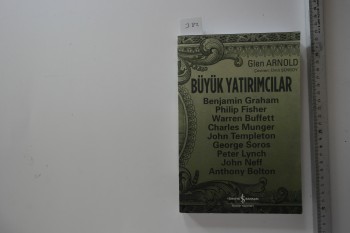 Glen ARNOLD
BÜYÜK YATIRIMCILAR
Benjamin Graham
Philip Fisher
Warren Buffett
Charles Munger
John Templeton
George Soros
Peter Lynch
John Neff
Anthony Bolton